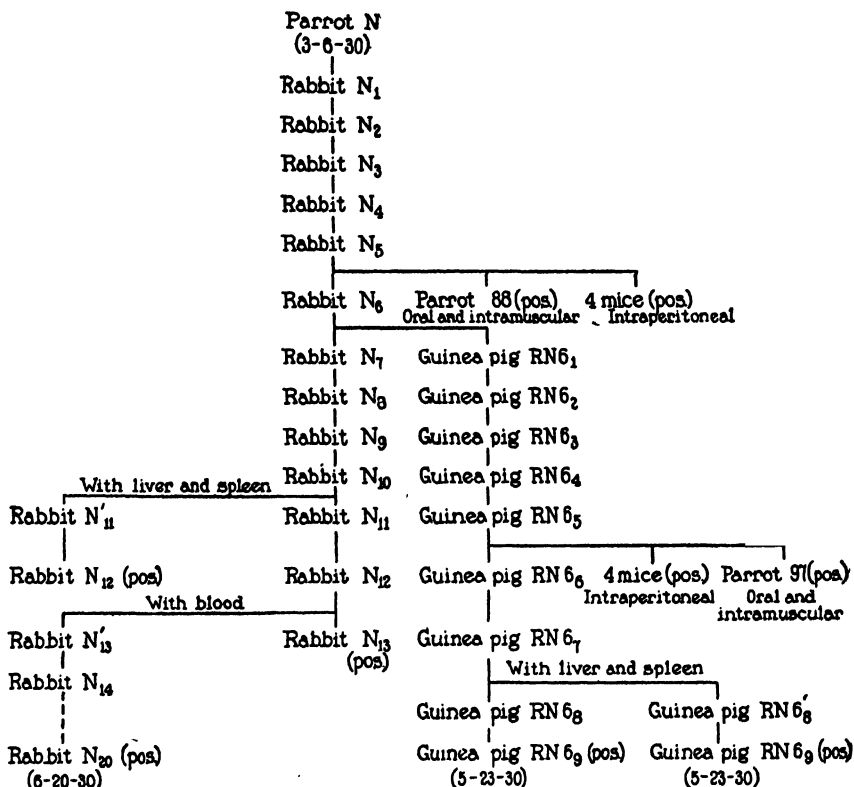 Parrot N
(3-6-30)
Rabbit N₁
Rabbit N₂
Rabbit N₃
Rabbit N₄
Rabbit N₅
Rabbit N₆ Parrot 88 (pos.) 4 mice (pos.)
Oral and intramuscular Intraperitoneal
Rabbit N₇ Guinea pig RN6₁
Rabbit N₈ Guinea pig RN6₂
Rabbit N₉ Guinea pig RN6₃
Rabbit N₁₀ Guinea pig RN6₄
With liver and spleen
Rabbit N'₁₁ Rabbit N₁₁ Guinea pig RN6₅
Rabbit N₁₂ (pos.) Rabbit N₁₂ Guinea pig RN6₆ 4 mice (pos.) Parrot 97 (pos.)
Intraperitoneal Oral and
intramuscular
With blood
Rabbit N'₁₃ Rabbit N₁₃ Guinea pig RN6₇
(pos.)
With liver and spleen
Rabbit N₁₄
Guinea pig RN6₈ Guinea pig RN6₈'
Rabbit N₂₀ (pos.) Guinea pig RN6₉ (pos) Guinea pig RN6₉ (pos)
(6-20-30) (5-23-30) (5-23-30)